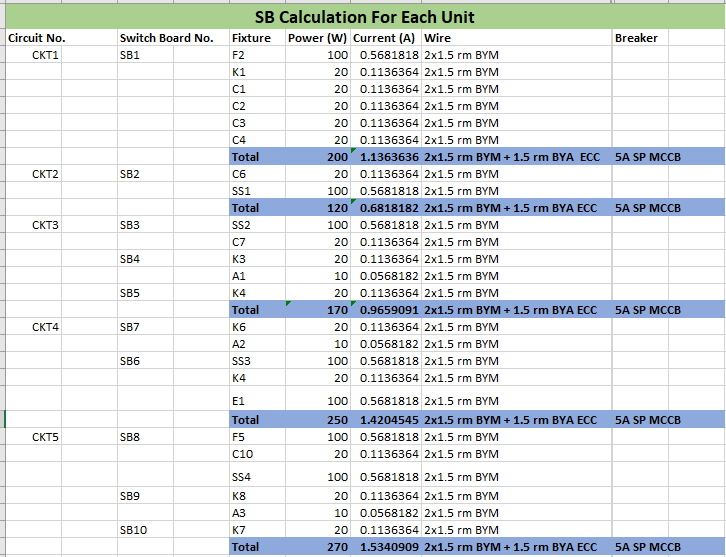 SB Calculation For Each Unit
Circuit No. Switch Board No. Fixture Power (W) Current (A) Wire Breaker
CKT1 SB1 F2 100 0.5681818 2x1.5 rm BYM
K1 20 0.1136364 2x1.5 rm BYM
C1 20 0.1136364 2x1.5 rm BYM
C2 20 0.1136364 2x1.5 rm BYM
C3 20 0.1136364 2x1.5 rm BYM
C4 20 0.1136364 2x1.5 rm BYM
Total 200 1.1363636 2x1.5 rm BYM + 1.5 rm BYA ECC 5A SP MCCB
CKT2 SB2 C6 20 0.1136364 2x1.5 rm BYM
SS1 100 0.5681818 2x1.5 rm BYM
Total 120 0.6818182 2x1.5 rm BYM + 1.5 rm BYA ECC 5A SP MCCB
CKT3 SB3 SS2 100 0.5681818 2x1.5 rm BYM
C7 20 0.1136364 2x1.5 rm BYM
SB4 K3 20 0.1136364 2x1.5 rm BYM
A1 10 0.0568182 2x1.5 rm BYM
SB5 K4 20 0.1136364 2x1.5 rm BYM
Total 170 0.9659091 2x1.5 rm BYM + 1.5 rm BYA ECC 5A SP MCCB
CKT4 SB7 K6 20 0.1136364 2x1.5 rm BYM
A2 10 0.0568182 2x1.5 rm BYM
SB6 SS3 100 0.5681818 2x1.5 rm BYM
K4 20 0.1136364 2x1.5 rm BYM
E1 100 0.5681818 2x1.5 rm BYM
Total 250 1.4204545 2x1.5 rm BYM + 1.5 rm BYA ECC 5A SP MCCB
CKT5 SB8 F5 100 0.5681818 2x1.5 rm BYM
C10 20 0.1136364 2x1.5 rm BYM
SS4 100 0.5681818 2x1.5 rm BYM
SB9 K8 20 0.1136364 2x1.5 rm BYM
A3 10 0.0568182 2x1.5 rm BYM
SB10 K7 20 0.1136364 2x1.5 rm BYM
Total 270 1.5340909 2x1.5 rm BYM + 1.5 rm BYA ECC 5A SP MCCB